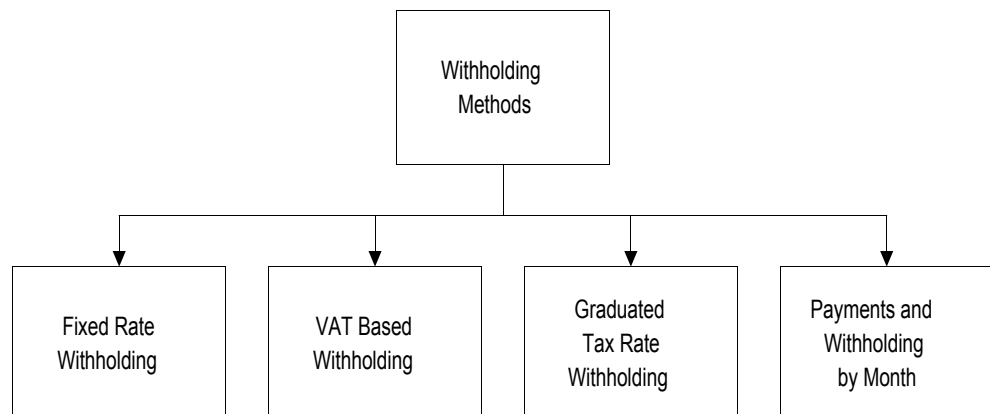 Withholding
Methods
Fixed Rate
Withholding
VAT Based
Withholding
Graduated
Tax Rate
Withholding
Payments and
Withholding
by Month